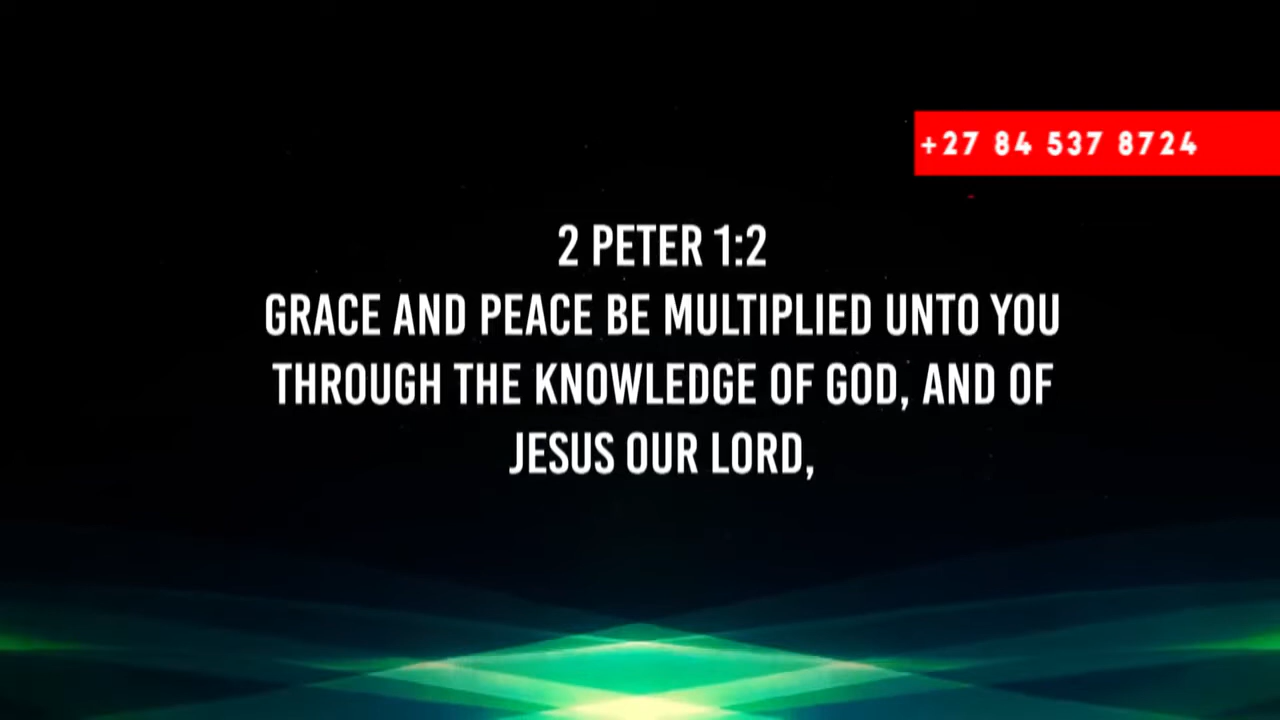 +27 84 537 8724
2 PETER 1:2
GRACE AND PEACE BE MULTIPLIED UNTO YOU
THROUGH THE KNOWLEDGE OF GOD, AND OF
JESUS OUR LORD,